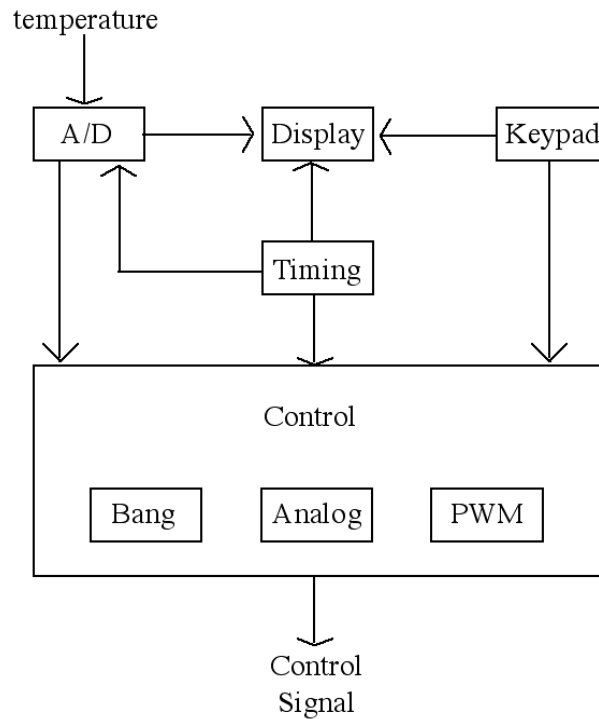 temperature
A/D
Display
Keypad
Timing
Control
Bang
Analog
PWM
Control
Signal